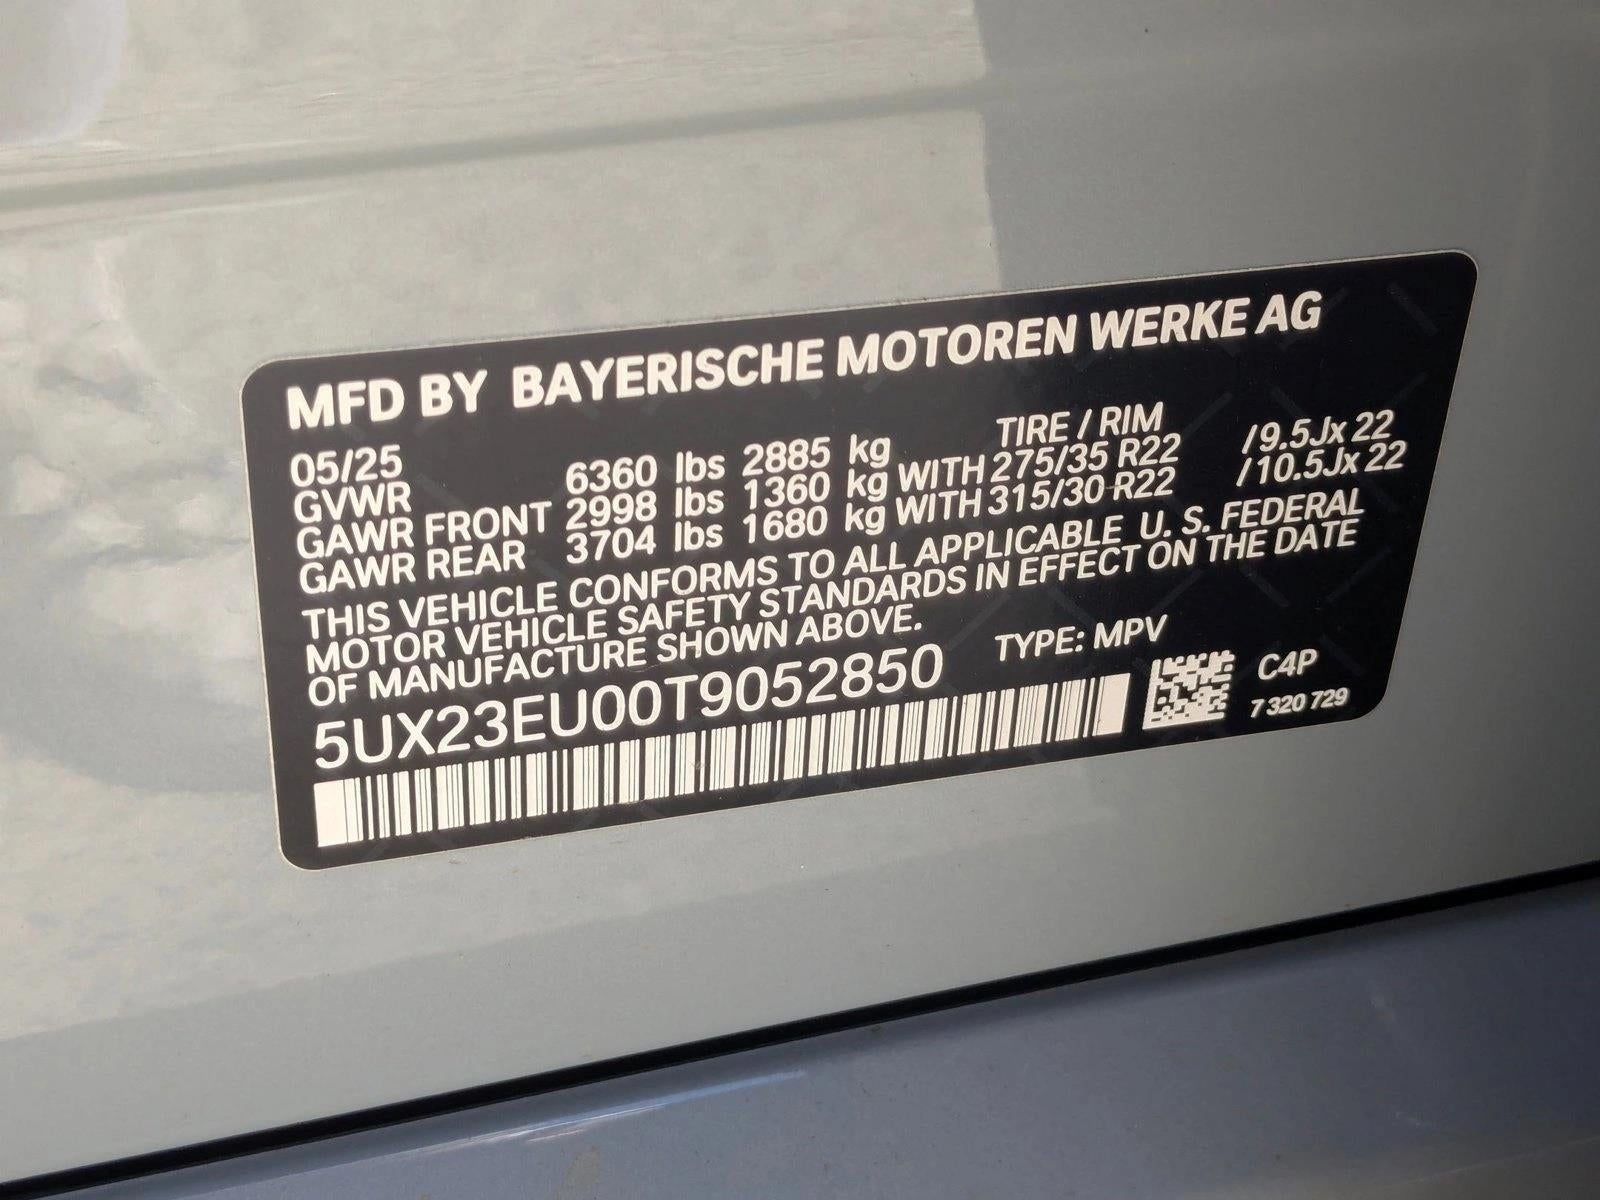 MFD BY BAYERISCHE MOTOREN WERKE AG
05/25 TIRE / RIM
GVWR 6360 lbs 2885 kg
GAWR FRONT 2998 lbs 1360 kg WITH 275/35 R22 /9.5Jx 22
GAWR REAR 3704 lbs 1680 kg WITH 315/30 R22 /10.5Jx 22
THIS VEHICLE CONFORMS TO ALL APPLICABLE U. S. FEDERAL
MOTOR VEHICLE SAFETY STANDARDS IN EFFECT ON THE DATE
OF MANUFACTURE SHOWN ABOVE.
5UX23EU00T9052850 TYPE: MPV
C4P
7 320 729